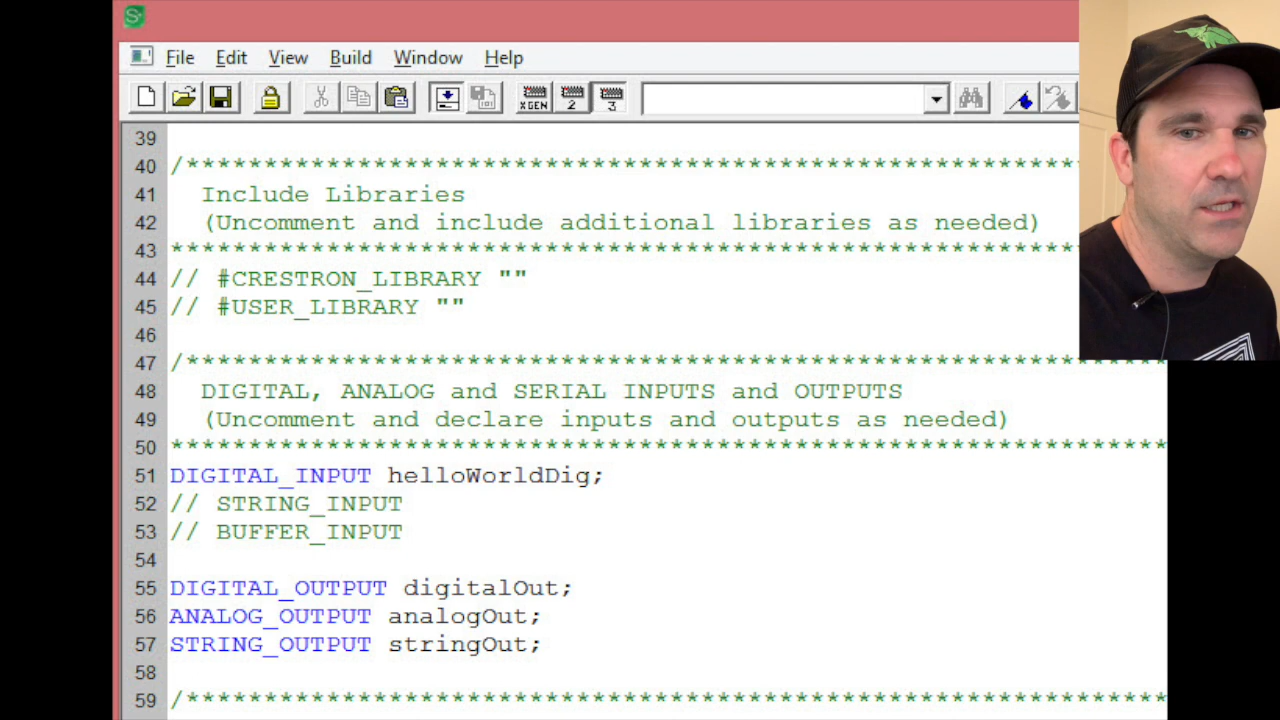 S+
File Edit View Build Window Help
XGEN 2 3
39
40 /***********************************************************
41 Include Libraries
42 (Uncomment and include additional libraries as needed)
43 ***********************************************************
44 // #CRESTRON_LIBRARY ""
45 // #USER_LIBRARY ""
46
47 /***************************************************************
48 DIGITAL, ANALOG and SERIAL INPUTS and OUTPUTS
49 (Uncomment and declare inputs and outputs as needed)
50 ****************************************************************
51 DIGITAL_INPUT helloWorldDig;
52 // STRING_INPUT
53 // BUFFER_INPUT
54
55 DIGITAL_OUTPUT digitalOut;
56 ANALOG_OUTPUT analogOut;
57 STRING_OUTPUT stringOut;
58
59 /***************************************************************